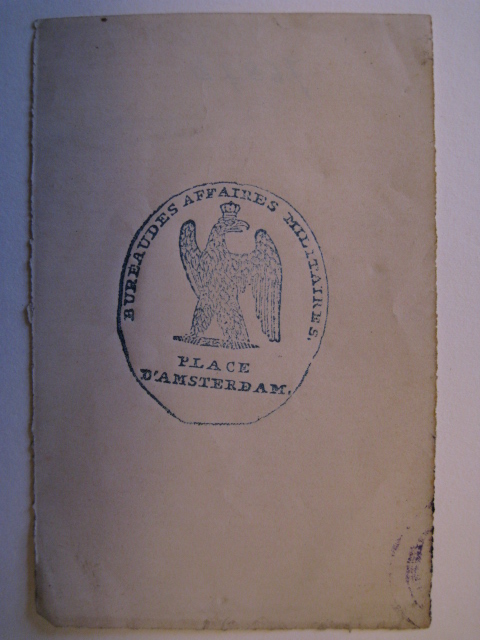 BUREAU DES AFFAIRES MILITAIRES.
PLACE
D'AMSTERDAM.